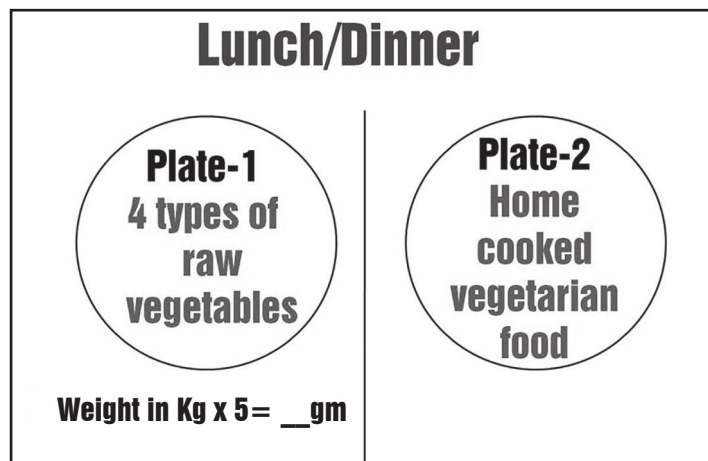 Lunch/Dinner
Plate-1
4 types of
raw
vegetables
Weight in Kg x 5= __gm
Plate-2
Home
cooked
vegetarian
food